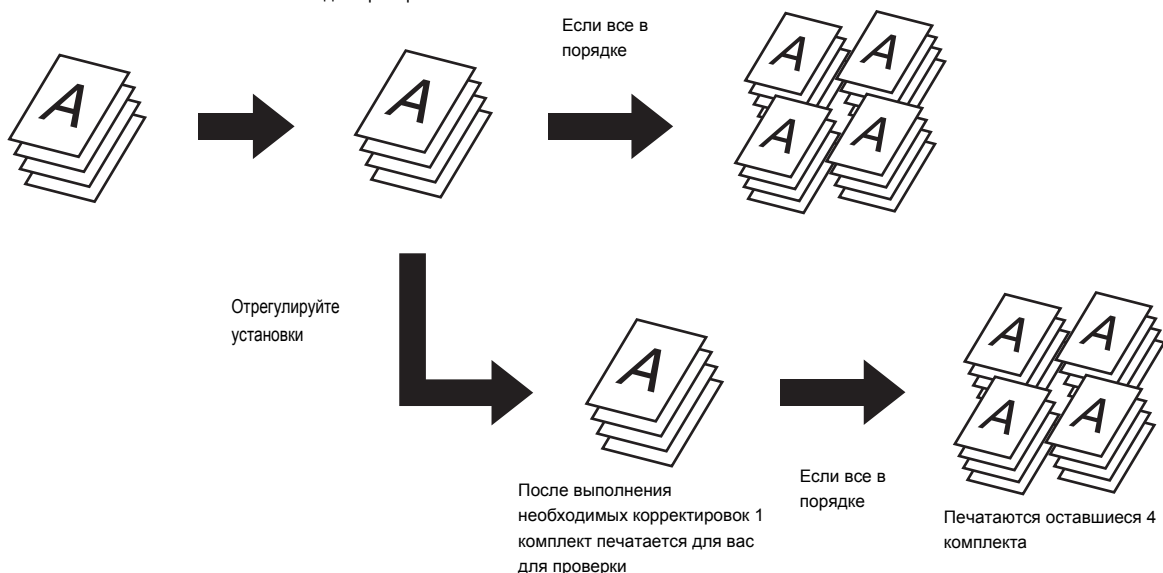 Если все в
порядке
A
A
A
A
A
A
Отрегулируйте
установки
A
A
A
A
A
После выполнения
необходимых корректировок 1
комплект печатается для вас
для проверки
Если все в
порядке
Печатаются оставшиеся 4
комплекта